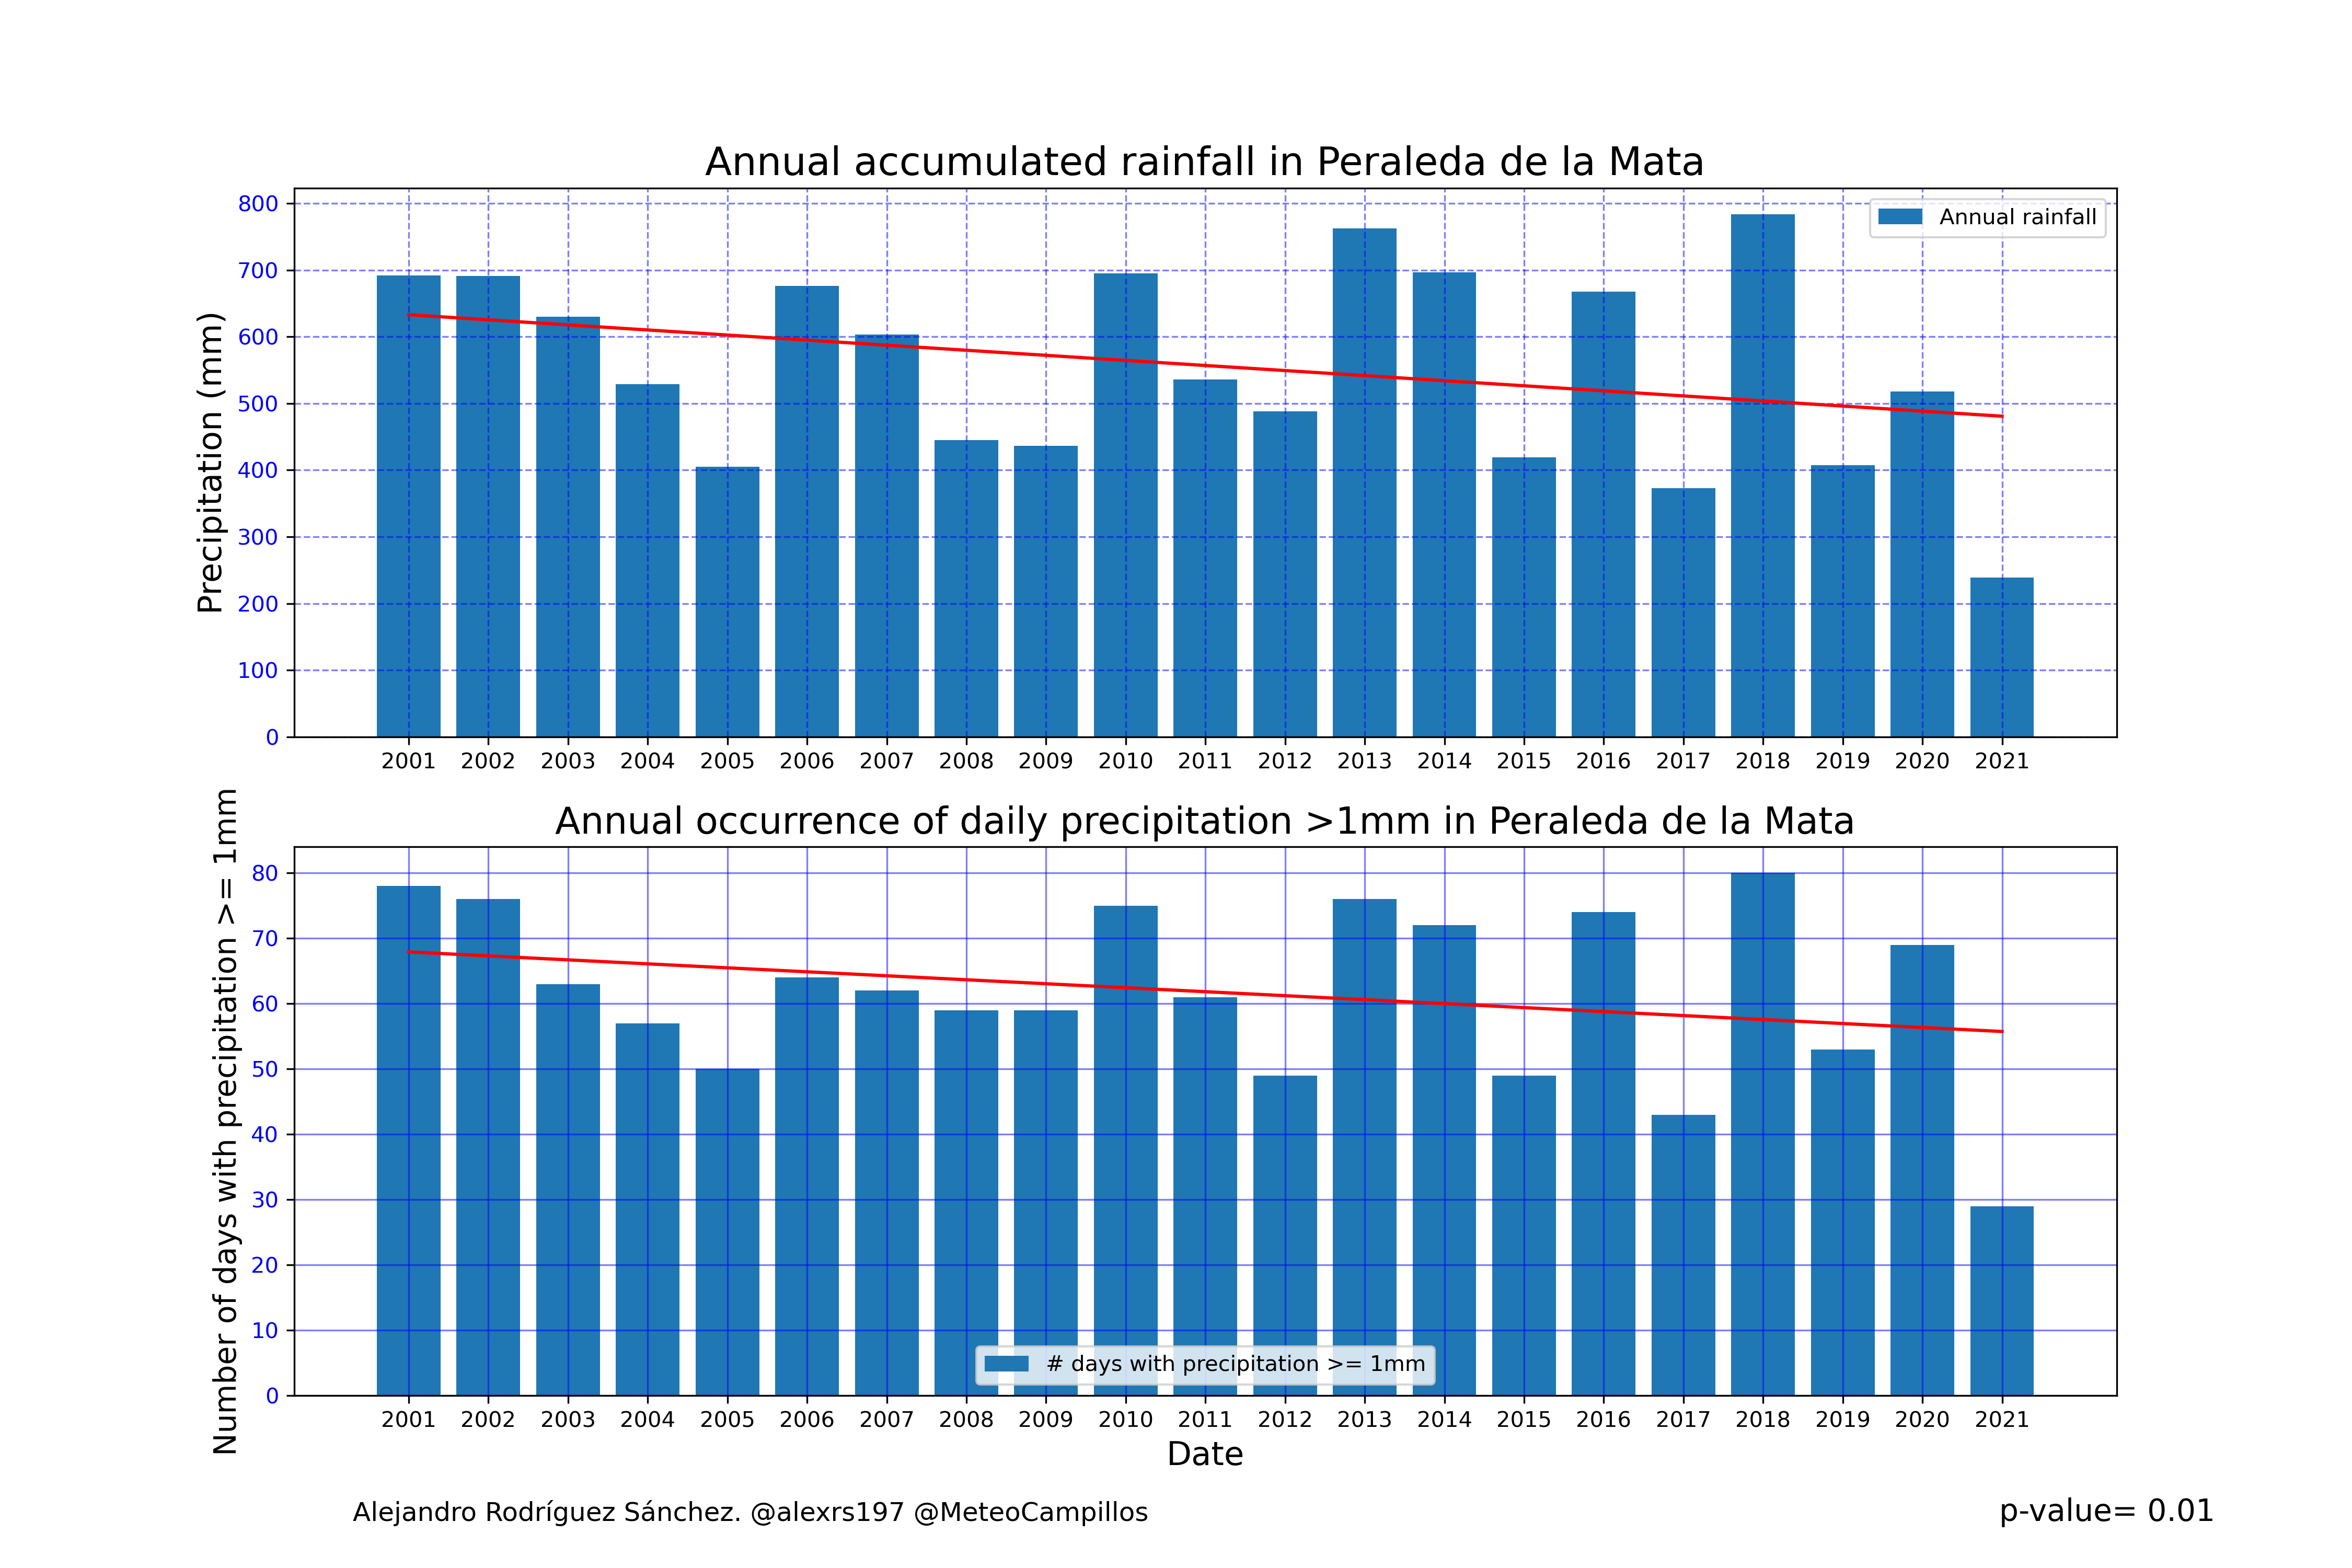 Annual accumulated rainfall in Peraleda de la Mata
Precipitation (mm)
800
700
600
500
400
300
200
100
0
Annual rainfall
2001 2002 2003 2004 2005 2006 2007 2008 2009 2010 2011 2012 2013 2014 2015 2016 2017 2018 2019 2020 2021
Annual occurrence of daily precipitation >1mm in Peraleda de la Mata
Number of days with precipitation >= 1mm
80
70
60
50
40
30
20
10
0
# days with precipitation >= 1mm
2001 2002 2003 2004 2005 2006 2007 2008 2009 2010 2011 2012 2013 2014 2015 2016 2017 2018 2019 2020 2021
Date
Alejandro Rodríguez Sánchez. @alexrs197 @MeteoCampillos
p-value= 0.01